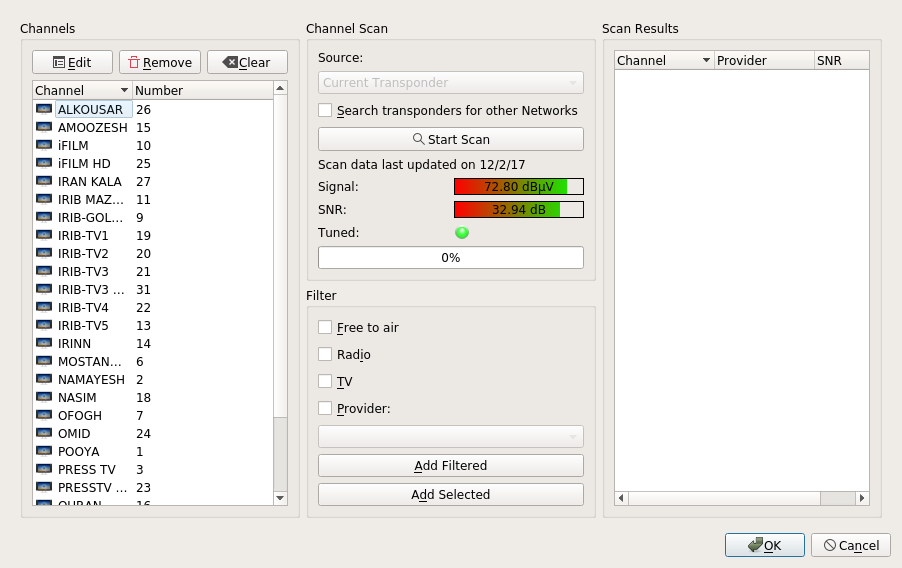 Channels
Edit
Remove
Clear
Channel Number
ALKOUSAR 26
AMOOZESH 15
iFILM 10
iFILM HD 25
IRAN KALA 27
IRIB MAZ... 11
IRIB-GOL... 9
IRIB-TV1 19
IRIB-TV2 20
IRIB-TV3 21
IRIB-TV3 ... 31
IRIB-TV4 22
IRIB-TV5 13
IRINN 14
MOSTAN... 6
NAMAYESH 2
NASIM 18
OFOGH 7
OMID 24
POOYA 1
PRESS TV 3
PRESSTV ... 23
QURAN 16
Channel Scan
Source:
Current Transponder
Search transponders for other Networks
Start Scan
Scan data last updated on 12/2/17
Signal: 72.80 dBµV
SNR: 32.94 dB
Tuned:
0%
Filter
Free to air
Radio
TV
Provider:
Add Filtered
Add Selected
Scan Results
Channel Provider SNR
OK
Cancel